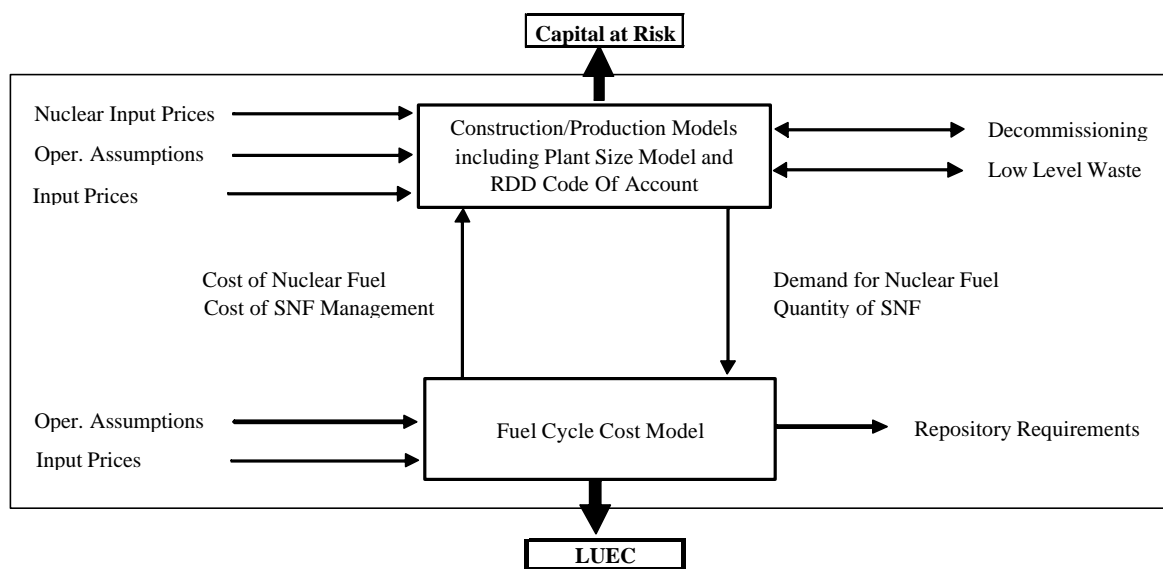 Capital at Risk
Nuclear Input Prices
Oper. Assumptions
Input Prices
Construction/Production Models
including Plant Size Model and
RDD Code Of Account
Decommissioning
Low Level Waste
Cost of Nuclear Fuel
Cost of SNF Management
Demand for Nuclear Fuel
Quantity of SNF
Oper. Assumptions
Input Prices
Fuel Cycle Cost Model
Repository Requirements
LUEC